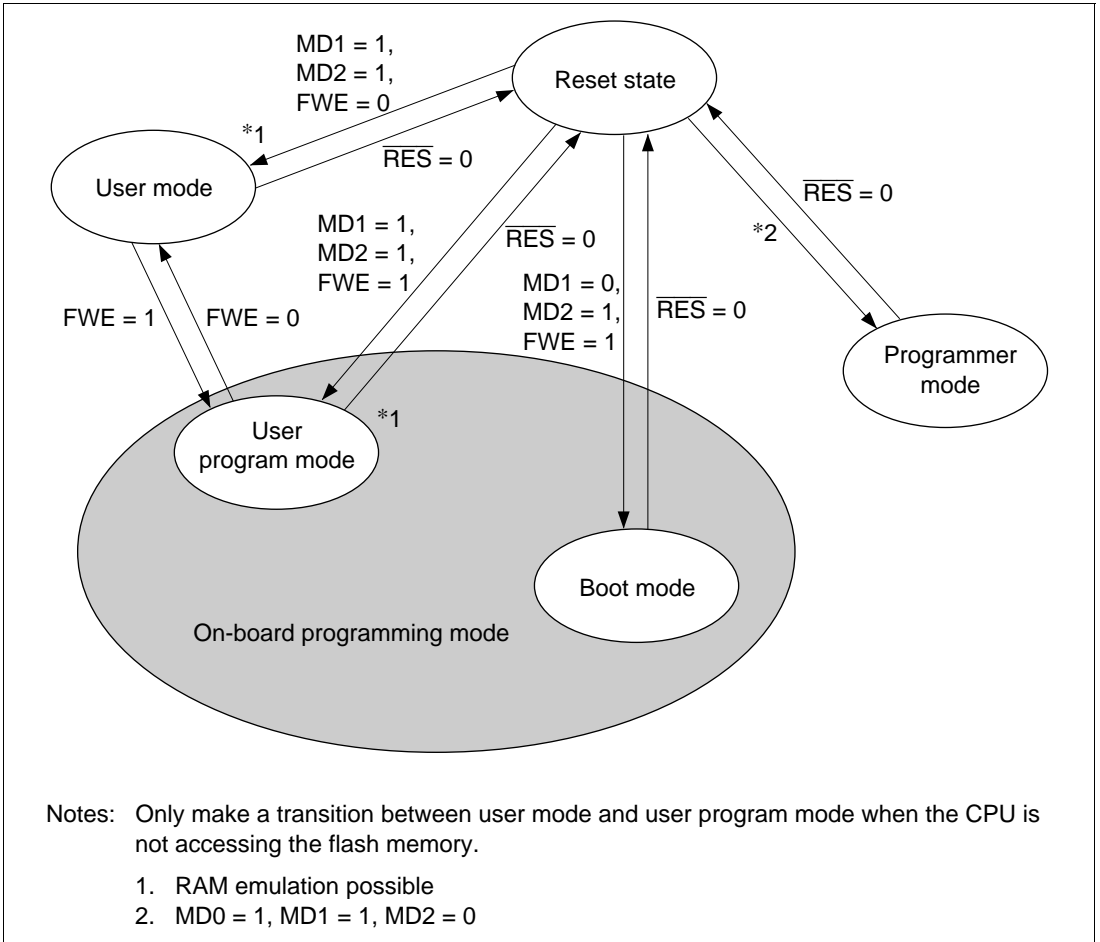 MD1 = 1,
MD2 = 1,
FWE = 0
Reset state
*1
RES = 0
User mode
RES = 0
*2
MD1 = 1,
MD2 = 1,
FWE = 1
RES = 0
MD1 = 0,
MD2 = 1,
FWE = 1
RES = 0
FWE = 1
FWE = 0
Programmer
mode
*1
User
program mode
Boot mode
On-board programming mode
Notes: Only make a transition between user mode and user program mode when the CPU is
not accessing the flash memory.
1. RAM emulation possible
2. MD0 = 1, MD1 = 1, MD2 = 0